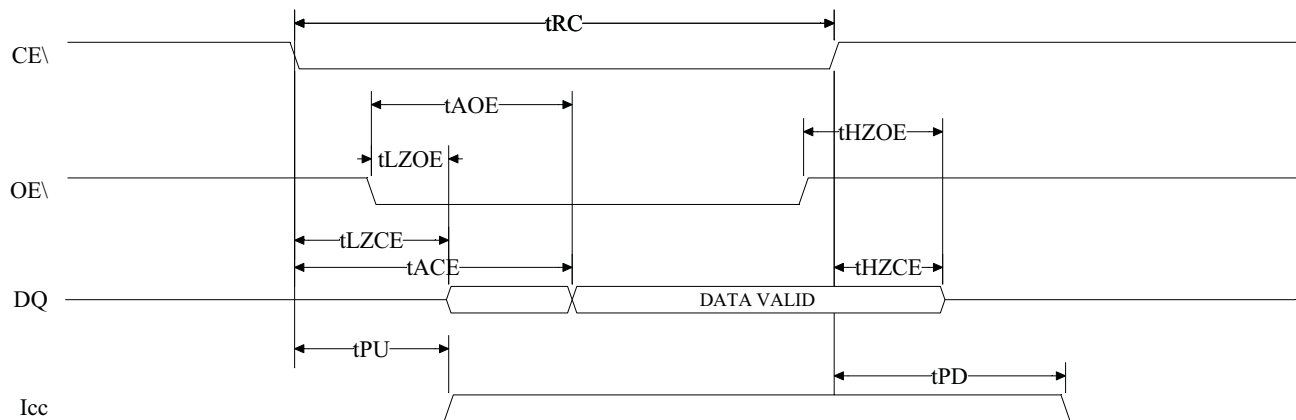 tRC
CE\
tAOE
tHZOE
tLZOE
OE\
tLZCE
tACE
tHZCE
DQ
DATA VALID
tPU
tPD
Icc